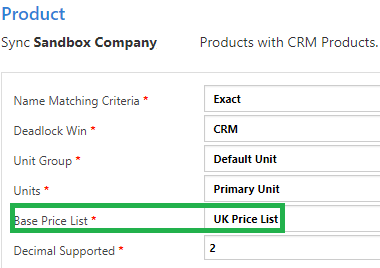 Product
Sync Sandbox Company Products with CRM Products.
Name Matching Criteria * Exact
Deadlock Win * CRM
Unit Group * Default Unit
Units * Primary Unit
Base Price List * UK Price List
Decimal Supported * 2